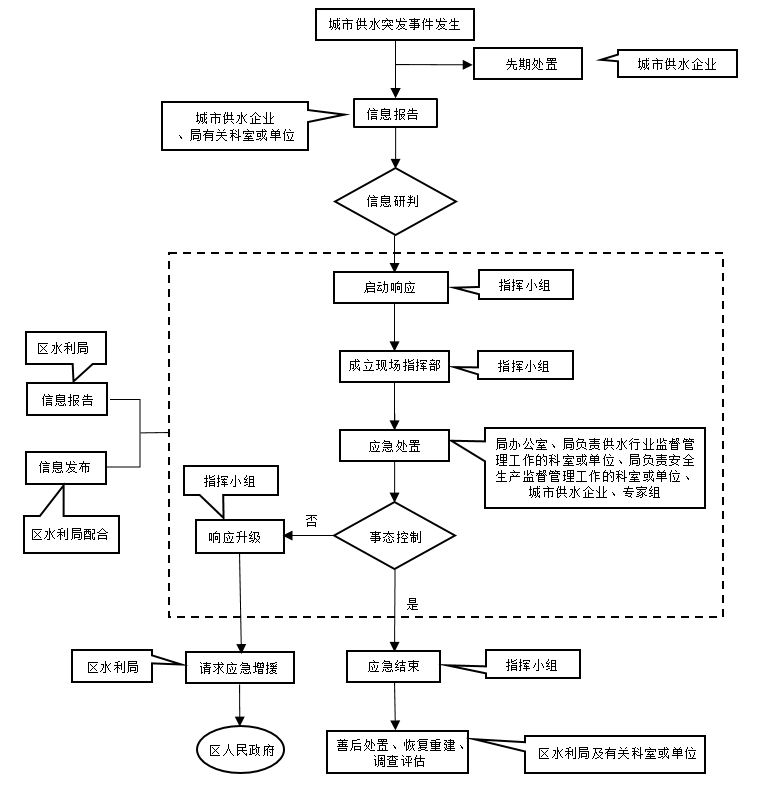 城市供水突发事件发生
先期处置
城市供水企业
城市供水企业
、局有关科室或单位
信息报告
信息研判
启动响应
指挥小组
区水利局
成立现场指挥部
指挥小组
信息报告
应急处置
局办公室、局负责供水行业监督管
理工作的科室或单位、局负责安全
生产监督管理工作的科室或单位、
城市供水企业、专家组
信息发布
指挥小组
区水利局配合
响应升级
否
事态控制
是
区水利局
请求应急增援
应急结束
指挥小组
区人民政府
善后处置、恢复重建、
调查评估
区水利局及有关科室或单位